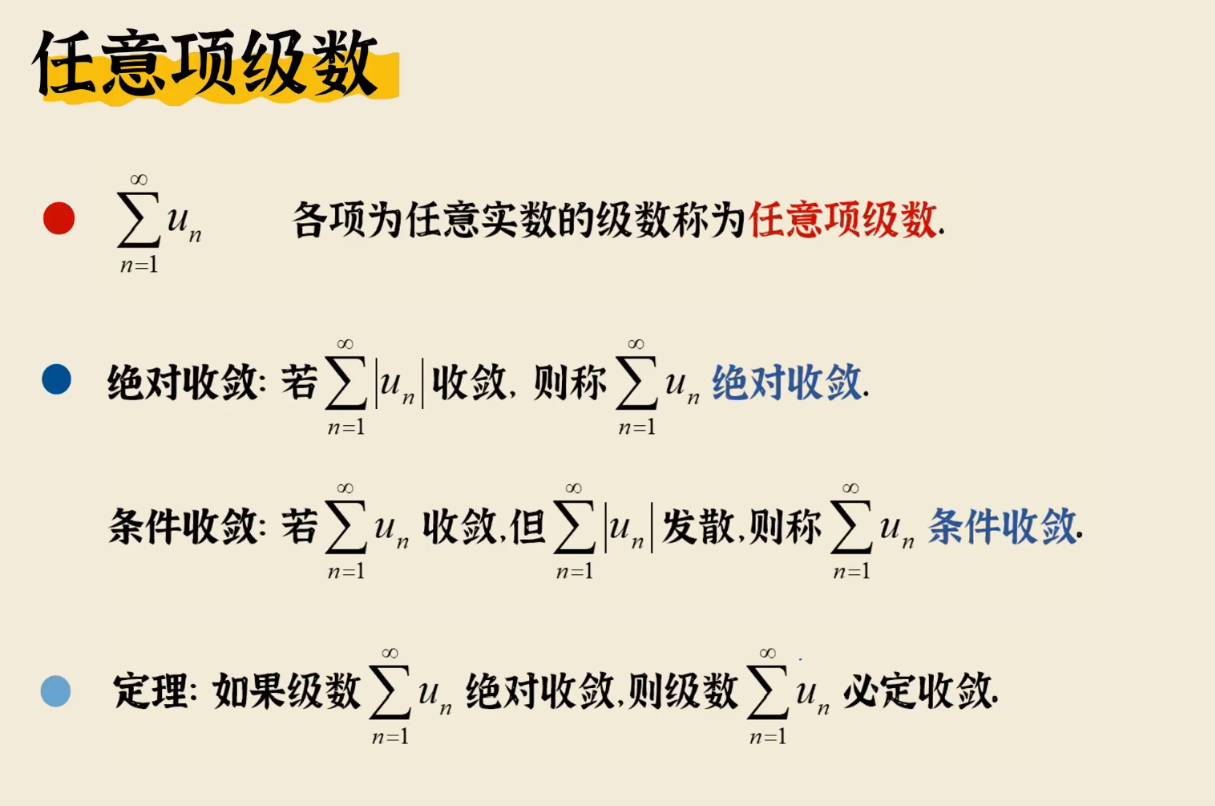 任意项级数
$\sum_{n=1}^{\infty} u_n$ 各项为任意实数的级数称为任意项级数.
绝对收敛: 若 $\sum_{n=1}^{\infty} |u_n|$ 收敛, 则称 $\sum_{n=1}^{\infty} u_n$ 绝对收敛.
条件收敛: 若 $\sum_{n=1}^{\infty} u_n$ 收敛,但 $\sum_{n=1}^{\infty} |u_n|$ 发散,则称 $\sum_{n=1}^{\infty} u_n$ 条件收敛.
定理: 如果级数 $\sum_{n=1}^{\infty} u_n$ 绝对收敛,则级数 $\sum_{n=1}^{\infty} u_n$ 必定收敛.